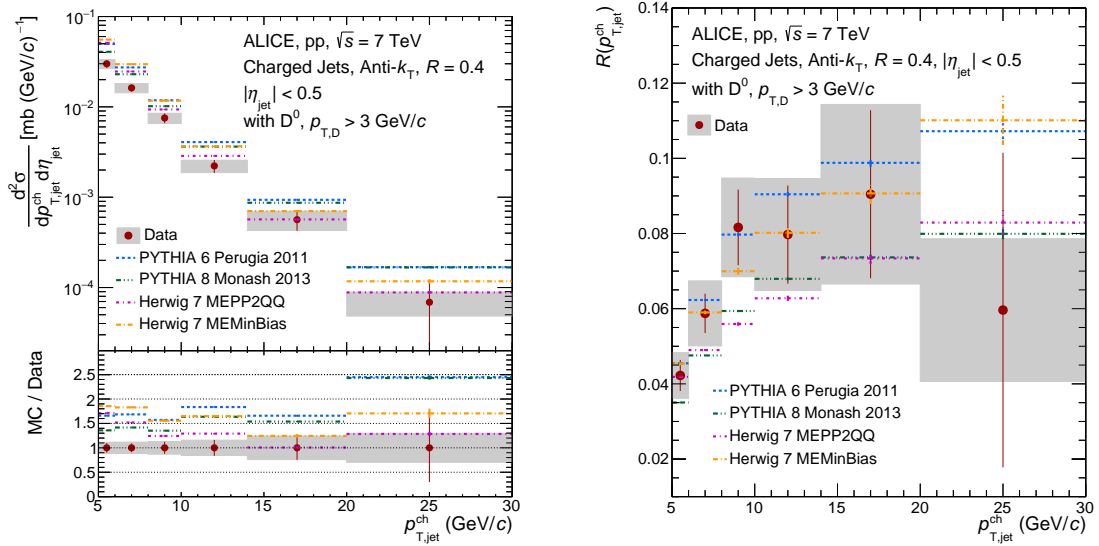 ALICE, pp, √s = 7 TeV
Charged Jets, Anti-kT, R = 0.4
|ηjet| < 0.5
with D⁰, pT,D > 3 GeV/c
d²σ / dp^ch_T,jet dηjet [mb (GeV/c)⁻¹]
10⁻¹
10⁻²
10⁻³
10⁻⁴
Data
PYTHIA 6 Perugia 2011
PYTHIA 8 Monash 2013
Herwig 7 MEPP2QQ
Herwig 7 MEMinBias
MC / Data
2.5
2
1.5
1
0.5
0
5 10 15 20 25 30
p^ch_T,jet (GeV/c)
R(p^ch_T,jet)
0.14
0.12
0.1
0.08
0.06
0.04
0.02
ALICE, pp, √s = 7 TeV
Charged Jets, Anti-kT, R = 0.4, |ηjet| < 0.5
with D⁰, pT,D > 3 GeV/c
Data
PYTHIA 6 Perugia 2011
PYTHIA 8 Monash 2013
Herwig 7 MEPP2QQ
Herwig 7 MEMinBias
5 10 15 20 25 30
p^ch_T,jet (GeV/c)